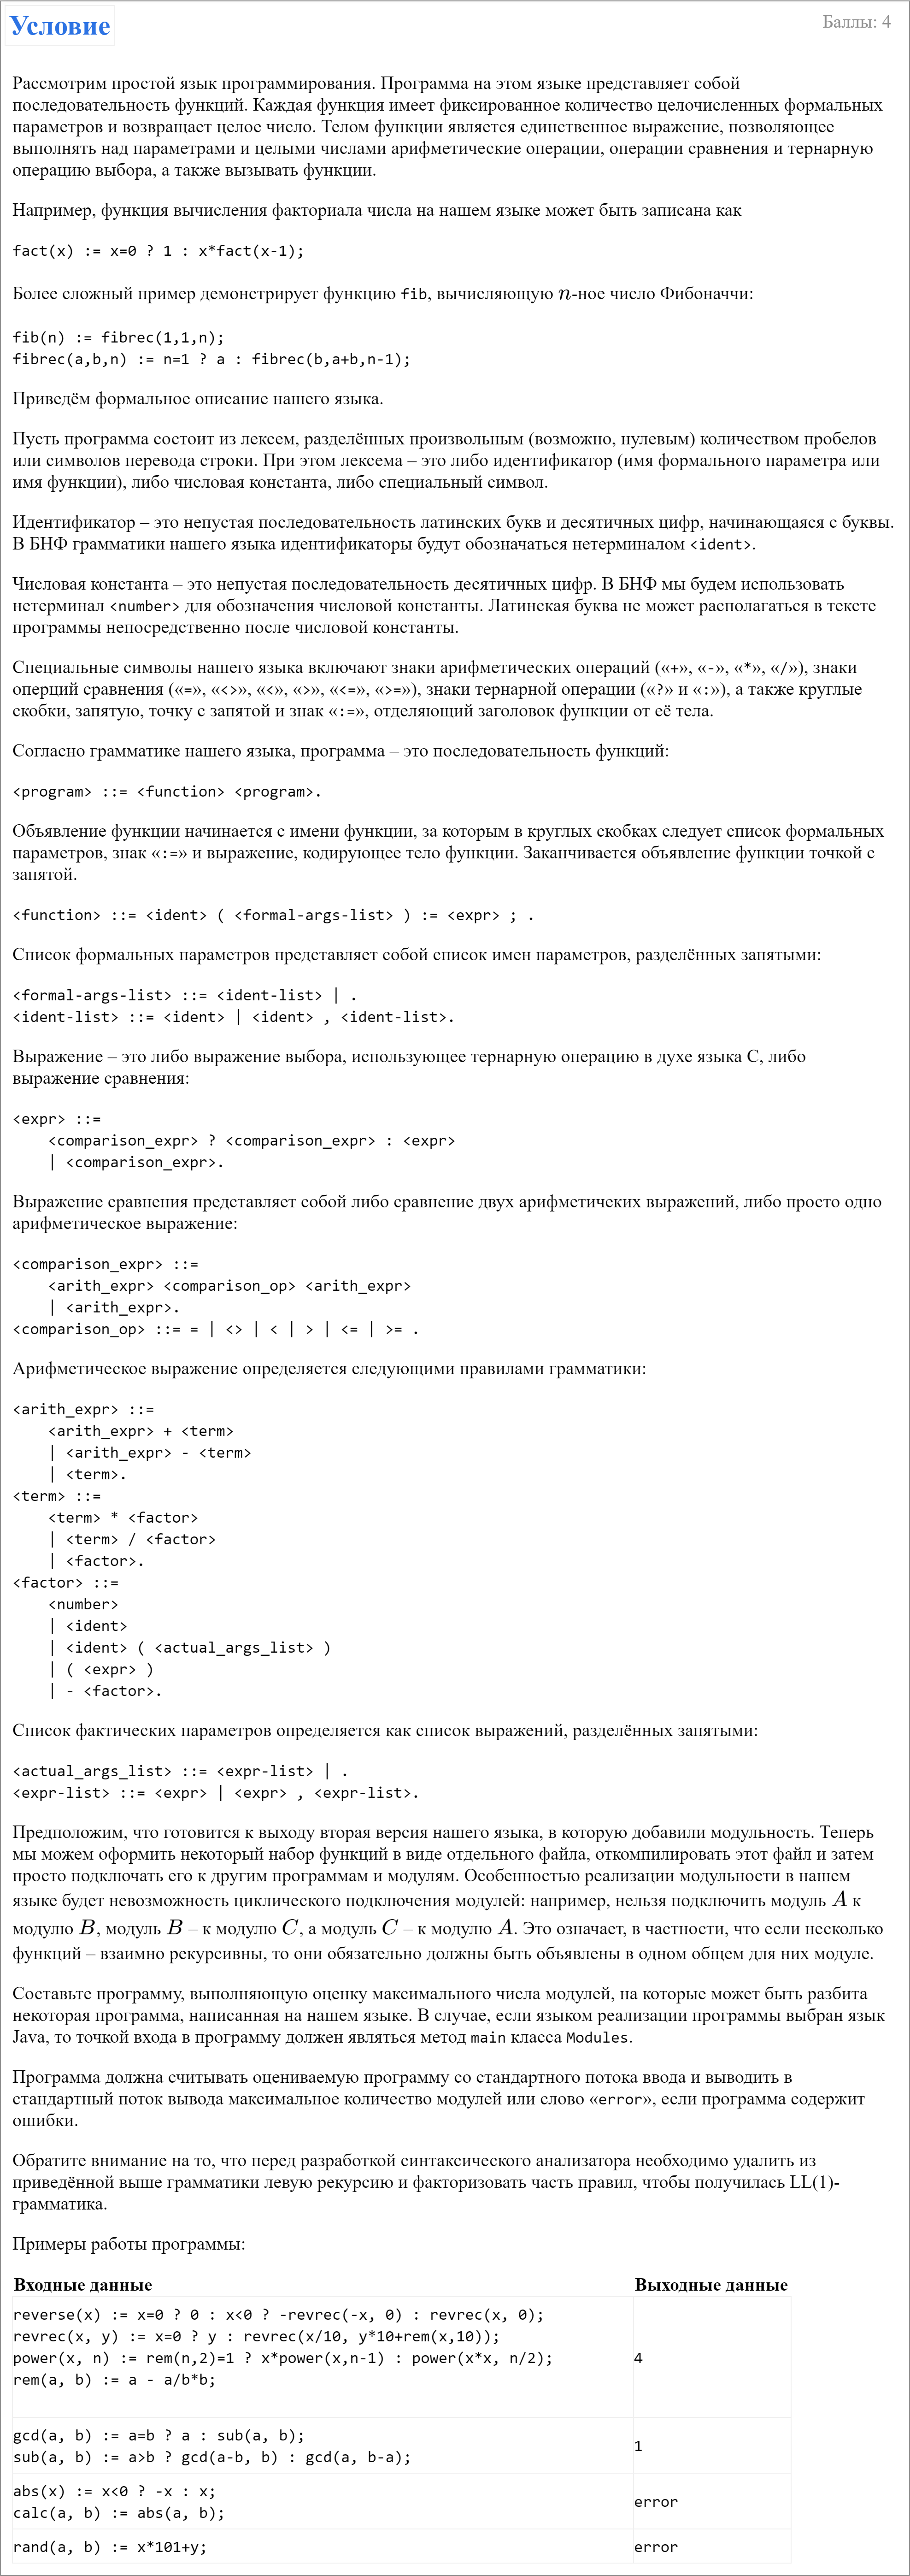 Условие
Баллы: 4
Рассмотрим простой язык программирования. Программа на этом языке представляет собой
последовательность функций. Каждая функция имеет фиксированное количество целочисленных формальных
параметров и возвращает целое число. Телом функции является единственное выражение, позволяющее
выполнять над параметрами и целыми числами арифметические операции, операции сравнения и тернарную
операцию выбора, а также вызывать функции.
Например, функция вычисления факториала числа на нашем языке может быть записана как
fact(x) := x=0 ? 1 : x*fact(x-1);
Более сложный пример демонстрирует функцию fib, вычисляющую n-ное число Фибоначчи:
fib(n) := fibrec(1,1,n);
fibrec(a,b,n) := n=1 ? a : fibrec(b,a+b,n-1);
Приведём формальное описание нашего языка.
Пусть программа состоит из лексем, разделённых произвольным (возможно, нулевым) количеством пробелов
или символов перевода строки. При этом лексема – это либо идентификатор (имя формального параметра или
имя функции), либо числовая константа, либо специальный символ.
Идентификатор – это непустая последовательность латинских букв и десятичных цифр, начинающаяся с буквы.
В БНФ грамматики нашего языка идентификаторы будут обозначаться нетерминалом <ident>.
Числовая константа – это непустая последовательность десятичных цифр. В БНФ мы будем использовать
нетерминал <number> для обозначения числовой константы. Латинская буква не может располагаться в тексте
программы непосредственно после числовой константы.
Специальные символы нашего языка включают знаки арифметических операций («+», «-», «*», «/»), знаки
оперций сравнения («=», «<>», «<», «>», «<=», «>=»), знаки тернарной операции («?» и «:»), а также круглые
скобки, запятую, точку с запятой и знак «:=», отделяющий заголовок функции от её тела.
Согласно грамматике нашего языка, программа – это последовательность функций:
<program> ::= <function> <program>.
Объявление функции начинается с имени функции, за которым в круглых скобках следует список формальных
параметров, знак «:=» и выражение, кодирующее тело функции. Заканчивается объявление функции точкой с
запятой.
<function> ::= <ident> ( <formal-args-list> ) := <expr> ; .
Список формальных параметров представляет собой список имен параметров, разделённых запятыми:
<formal-args-list> ::= <ident-list> | .
<ident-list> ::= <ident> | <ident> , <ident-list>.
Выражение – это либо выражение выбора, использующее тернарную операцию в духе языка C, либо
выражение сравнения:
<expr> ::=
<comparison_expr> ? <comparison_expr> : <expr>
| <comparison_expr>.
Выражение сравнения представляет собой либо сравнение двух арифметичеких выражений, либо просто одно
арифметическое выражение:
<comparison_expr> ::=
<arith_expr> <comparison_op> <arith_expr>
| <arith_expr>.
<comparison_op> ::= = | <> | < | > | <= | >= .
Арифметическое выражение определяется следующими правилами грамматики:
<arith_expr> ::=
<arith_expr> + <term>
| <arith_expr> - <term>
| <term>.
<term> ::=
<term> * <factor>
| <term> / <factor>
| <factor>.
<factor> ::=
<number>
| <ident>
| <ident> ( <actual_args_list> )
| ( <expr> )
| - <factor>.
Список фактических параметров определяется как список выражений, разделённых запятыми:
<actual_args_list> ::= <expr-list> | .
<expr-list> ::= <expr> | <expr> , <expr-list>.
Предположим, что готовится к выходу вторая версия нашего языка, в которую добавили модульность. Теперь
мы можем оформить некоторый набор функций в виде отдельного файла, откомпилировать этот файл и затем
просто подключать его к другим программам и модулям. Особенностью реализации модульности в нашем
языке будет невозможность циклического подключения модулей: например, нельзя подключить модуль A к
модулю B, модуль B – к модулю C, а модуль C – к модулю A. Это означает, в частности, что если несколько
функций – взаимно рекурсивны, то они обязательно должны быть объявлены в одном общем для них модуле.
Составьте программу, выполняющую оценку максимального числа модулей, на которые может быть разбита
некоторая программа, написанная на нашем языке. В случае, если языком реализации программы выбран язык
Java, то точкой входа в программу должен являться метод main класса Modules.
Программа должна считывать оцениваемую программу со стандартного потока ввода и выводить в
стандартный поток вывода максимальное количество модулей или слово «error», если программа содержит
ошибки.
Обратите внимание на то, что перед разработкой синтаксического анализатора необходимо удалить из
приведённой выше грамматики левую рекурсию и факторизовать часть правил, чтобы получилась LL(1)-
грамматика.
Примеры работы программы:
Входные данные Выходные данные
reverse(x) := x=0 ? 0 : x<0 ? -revrec(-x, 0) : revrec(x, 0);
revrec(x, y) := x=0 ? y : revrec(x/10, y*10+rem(x,10));
power(x, n) := rem(n,2)=1 ? x*power(x,n-1) : power(x*x, n/2);
rem(a, b) := a - a/b*b;
4
gcd(a, b) := a=b ? a : sub(a, b);
sub(a, b) := a>b ? gcd(a-b, b) : gcd(a, b-a);
1
abs(x) := x<0 ? -x : x;
calc(a, b) := abs(a, b);
error
rand(a, b) := x*101+y;
error